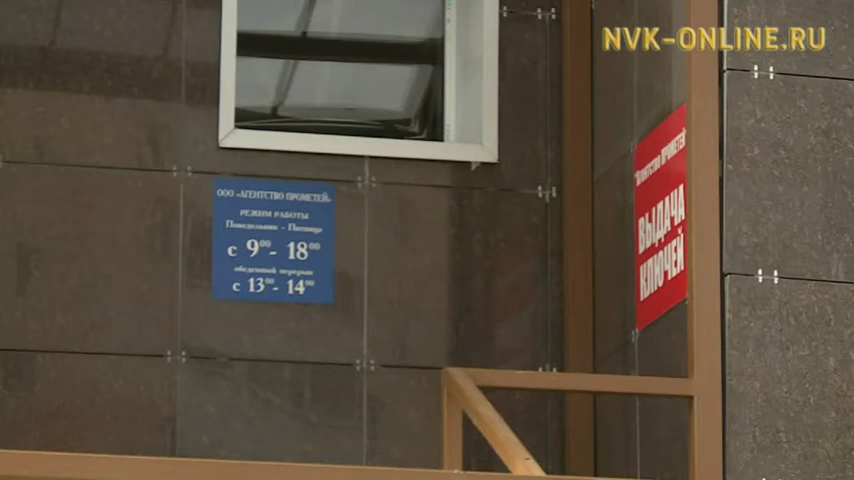 NVK-ONLINE.RU
ООО «АГЕНТСТВО ПРОМЕТЕЙ»
РЕЖИМ РАБОТЫ
Понедельник - Пятница
с 9⁰⁰ - 18⁰⁰
обеденный перерыв
с 13⁰⁰ - 14⁰⁰
"АГЕНТСТВО ПРОМЕТЕЙ"
ВЫДАЧА
КЛЮЧЕЙ